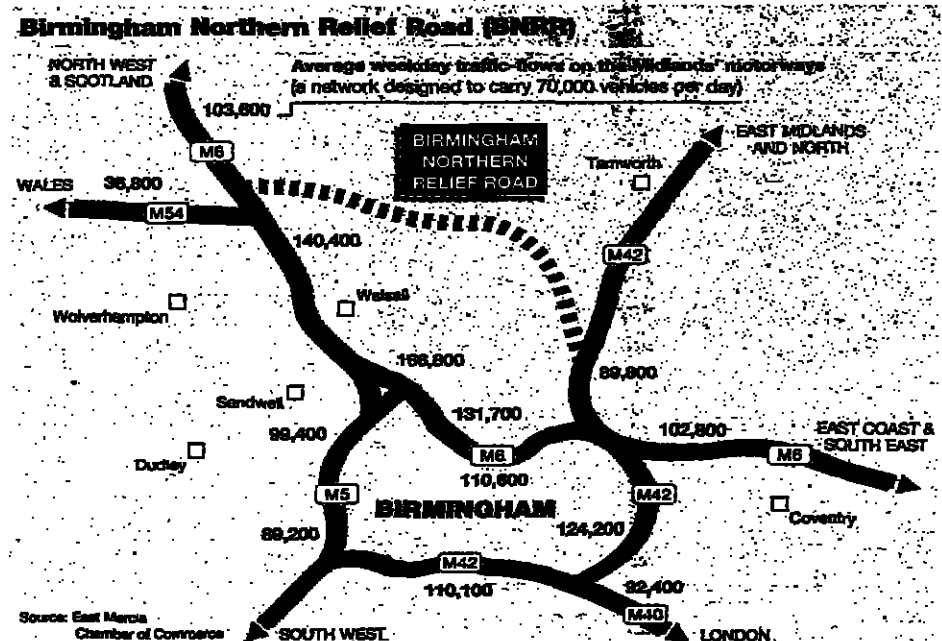 Birmingham Northern Relief Road (BNRR)
Average weekday traffic-flows on the Midlands' motorways
(a network designed to carry 70,000 vehicles per day)
NORTH WEST
& SCOTLAND
103,600
M6
BIRMINGHAM
NORTHERN
RELIEF ROAD
EAST MIDLANDS
AND NORTH
Tamworth
WALES
36,800
M54
140,400
M42
Wolverhampton
Walsall
166,800
89,800
Sandwell
99,400
131,700
102,800
EAST COAST &
SOUTH EAST
Dudley
M6
M6
110,600
M5
BIRMINGHAM
M42
Coventry
124,200
89,200
M42
110,100
92,400
M40
Source: East Mercia
Chamber of Commerce
SOUTH WEST
LONDON